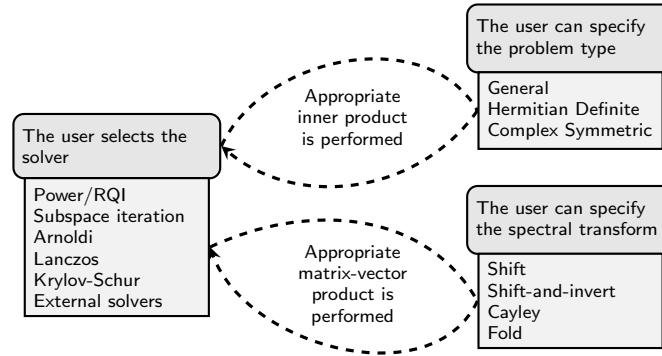 The user can specify
the problem type
General
Hermitian Definite
Complex Symmetric
Appropriate
inner product
is performed
The user selects the
solver
Power/RQI
Subspace iteration
Arnoldi
Lanczos
Krylov-Schur
External solvers
Appropriate
matrix-vector
product is
performed
The user can specify
the spectral transform
Shift
Shift-and-invert
Cayley
Fold